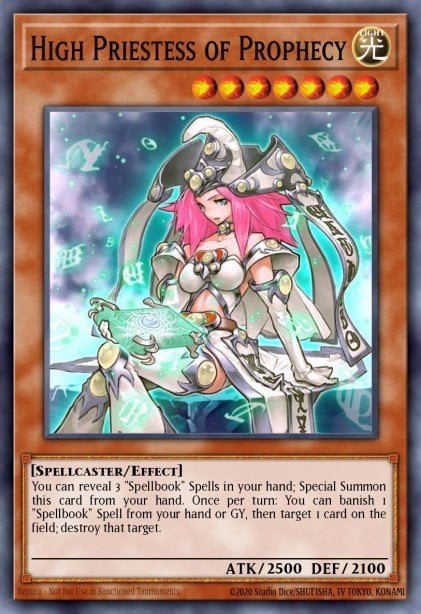 HIGH PRIESTESS OF PROPHECY
LIGHT
光
[SPELLCASTER/EFFECT]
You can reveal 3 "Spellbook" Spells in your hand; Special Summon
this card from your hand. Once per turn: You can banish 1
"Spellbook" Spell from your hand or GY, then target 1 card on the
field; destroy that target.
ATK/2500 DEF/2100
Replica - Not For Use in Sanctioned Tournaments
©2020 Studio Dice/SHUEISHA, TV TOKYO, KONAMI